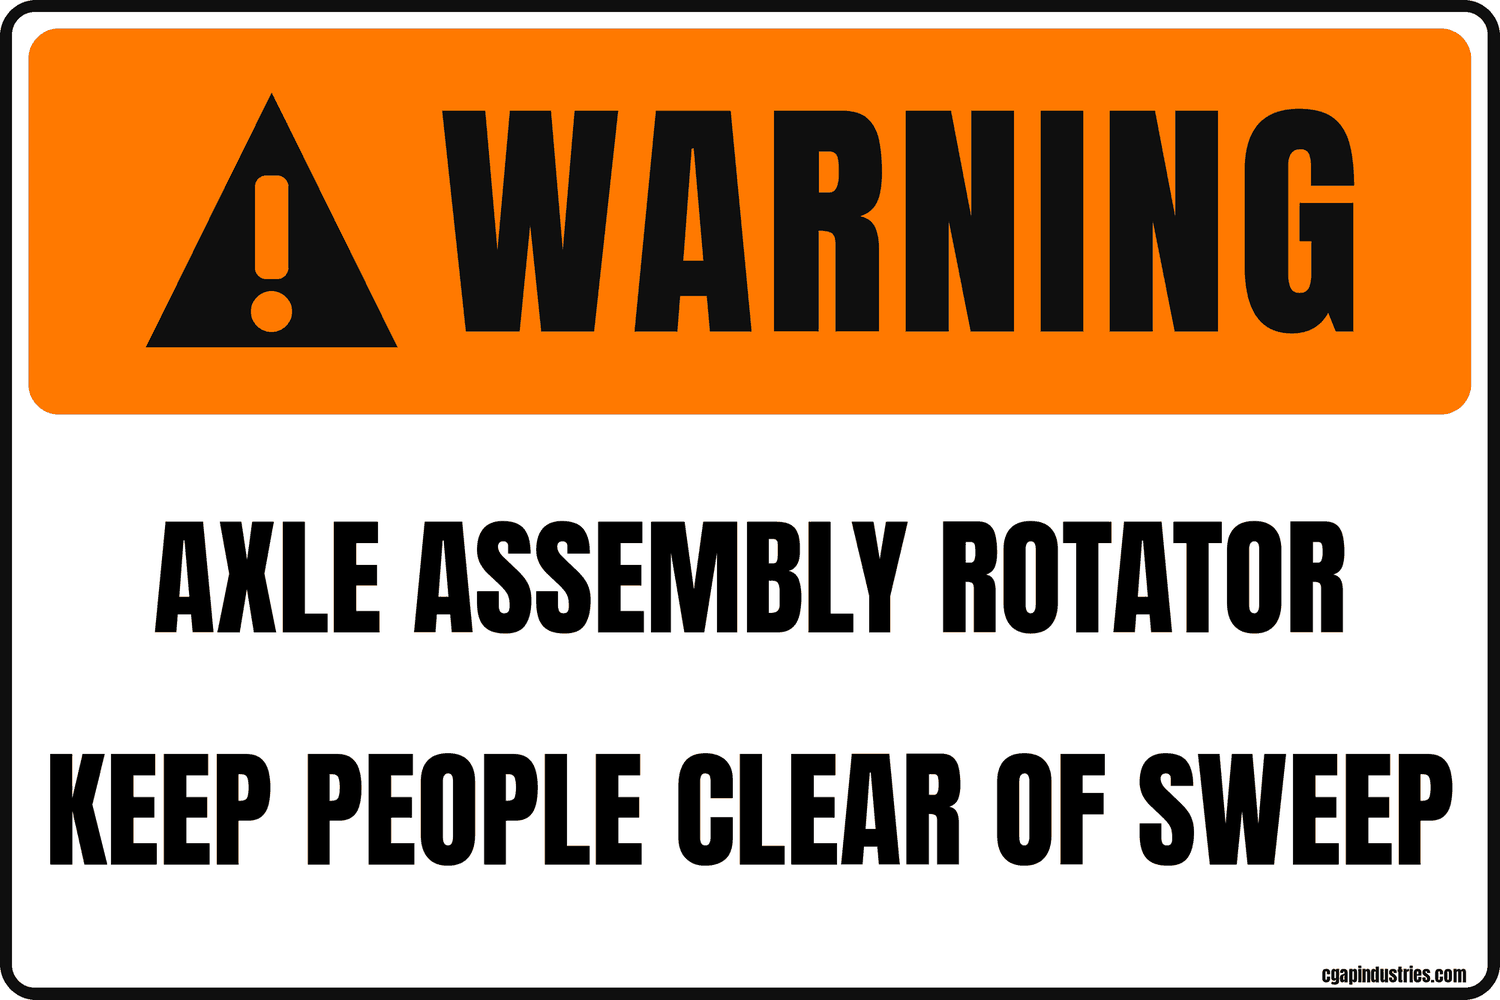 WARNING
AXLE ASSEMBLY ROTATOR
KEEP PEOPLE CLEAR OF SWEEP
cgapindustries.com